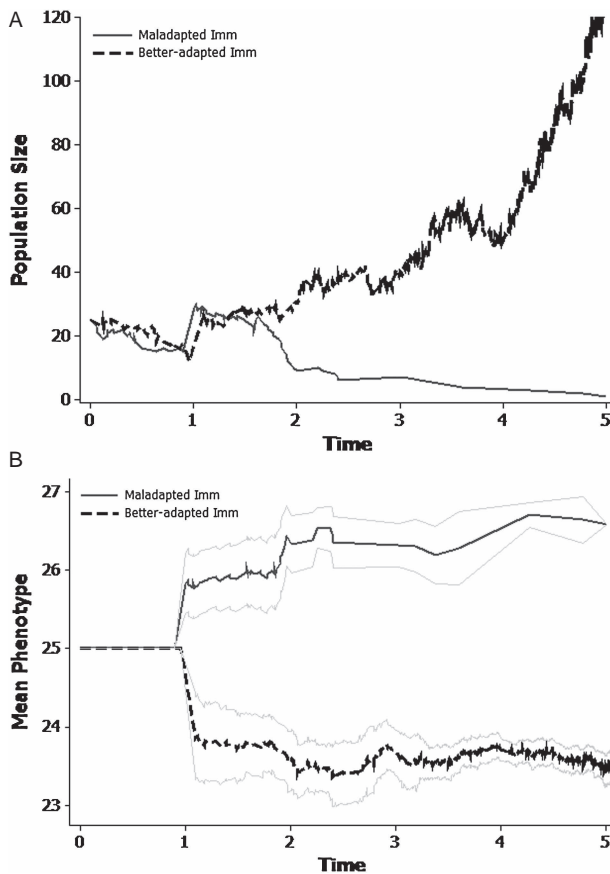 A
120
100
80
60
40
20
0
Population Size
Maladapted Imm
Better-adapted Imm
0 1 2 3 4 5
Time
B
27
26
25
24
23
Mean Phenotype
Maladapted Imm
Better-adapted Imm
0 1 2 3 4 5
Time